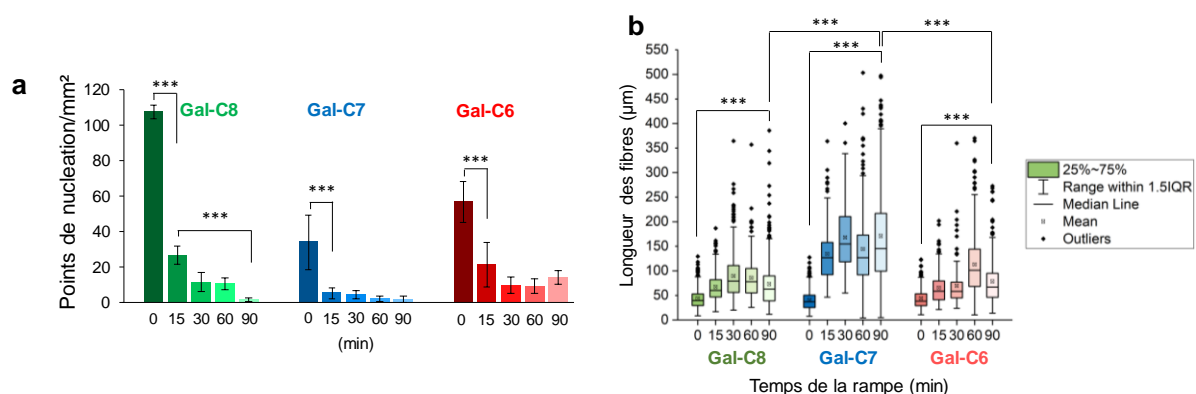 a
Points de nucleation/mm²
120
100
80
60
40
20
0
***
Gal-C8
***
Gal-C7
***
Gal-C6
***
0 15 30 60 90
0 15 30 60 90
0 15 30 60 90
(min)
b
Longueur des fibres (µm)
550
500
450
400
350
300
250
200
150
100
50
0
***
***
***
***
***
0 15 30 60 90
0 15 30 60 90
0 15 30 60 90
Gal-C8
Gal-C7
Gal-C6
Temps de la rampe (min)
25%~75%
Range within 1.5IQR
Median Line
Mean
Outliers